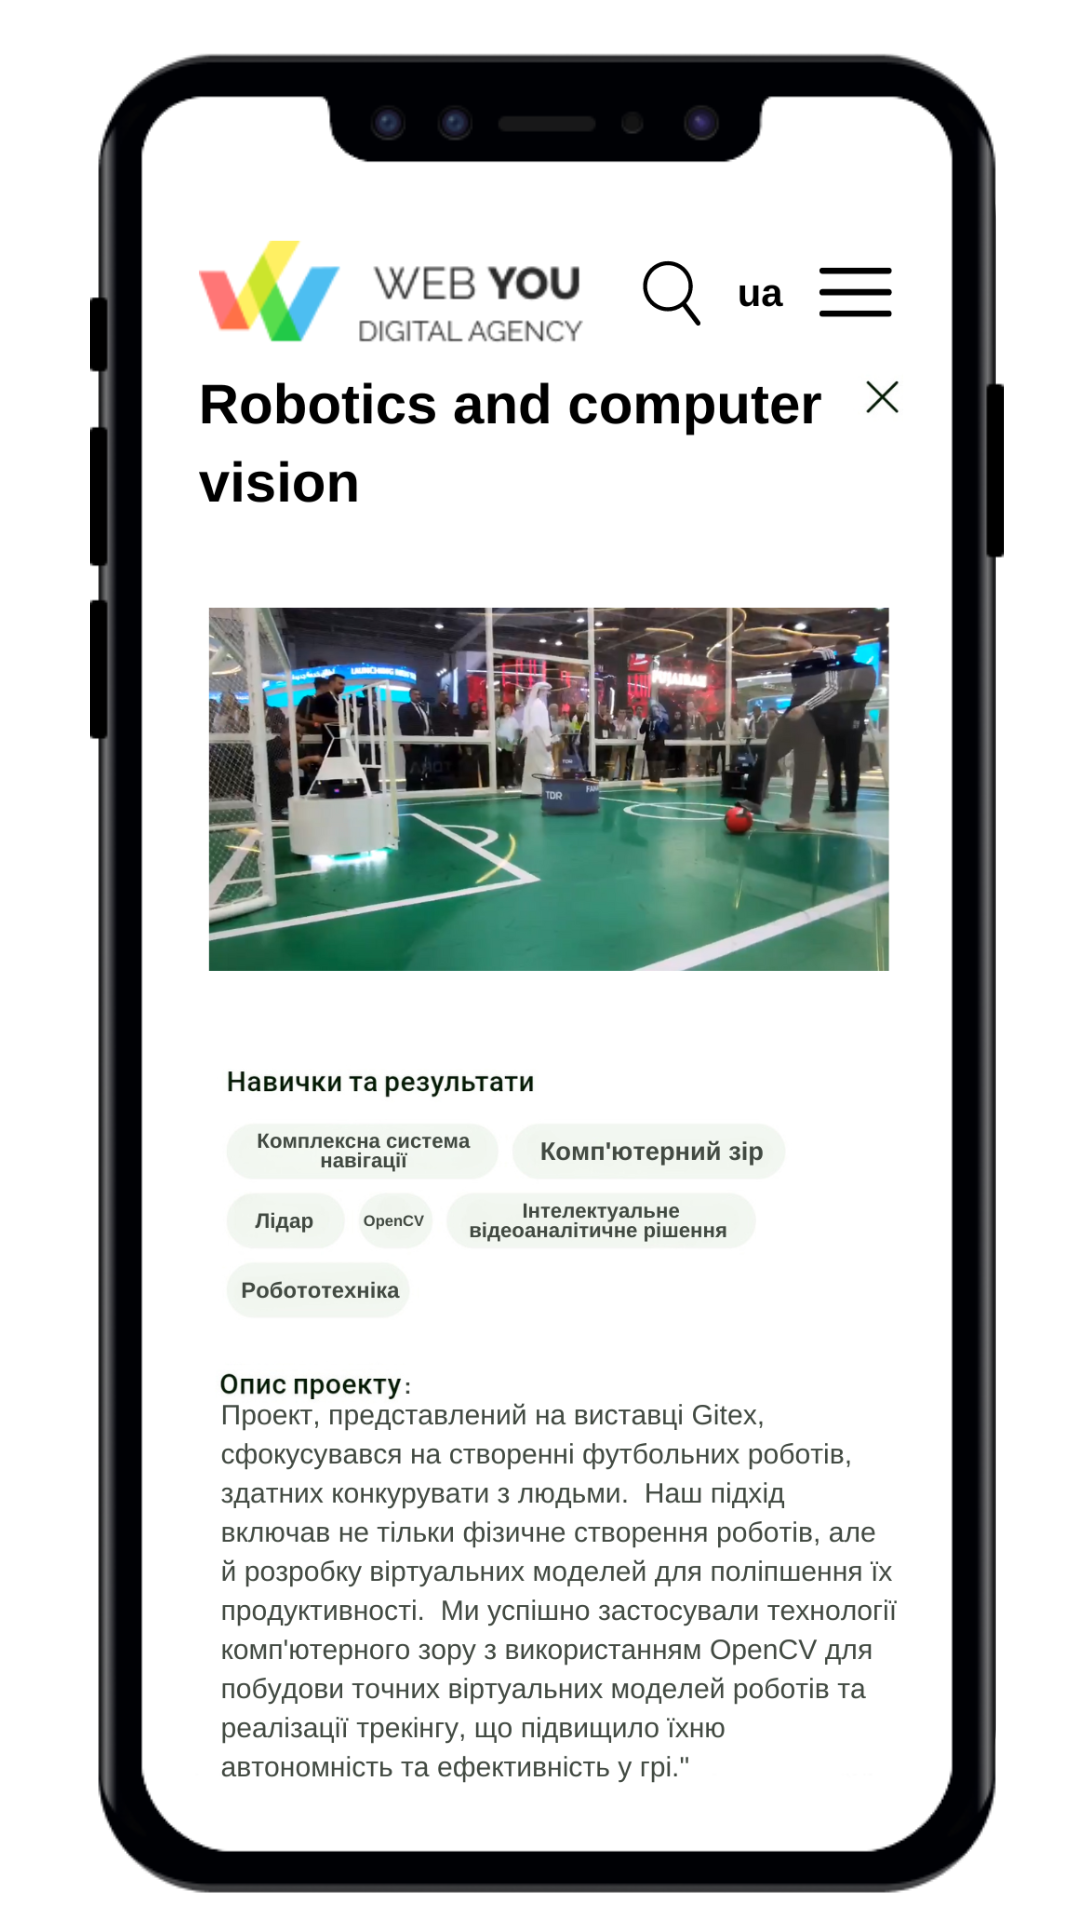 WEB YOU
DIGITAL AGENCY
ua
Robotics and computer
vision
LAUNCHING NEW
FUJAIRAH
TDR
Навички та результати
Комплексна система
навігації
Комп'ютерний зір
Лідар
OpenCV
Інтелектуальне
відеоаналітичне рішення
Робототехніка
Опис проекту:
Проект, представлений на виставці Gitex,
сфокусувався на створенні футбольних роботів,
здатних конкурувати з людьми.  Наш підхід
включав не тільки фізичне створення роботів, але
й розробку віртуальних моделей для поліпшення їх
продуктивності.  Ми успішно застосували технології
комп'ютерного зору з використанням OpenCV для
побудови точних віртуальних моделей роботів та
реалізації трекінгу, що підвищило їхню
автономність та ефективність у грі."